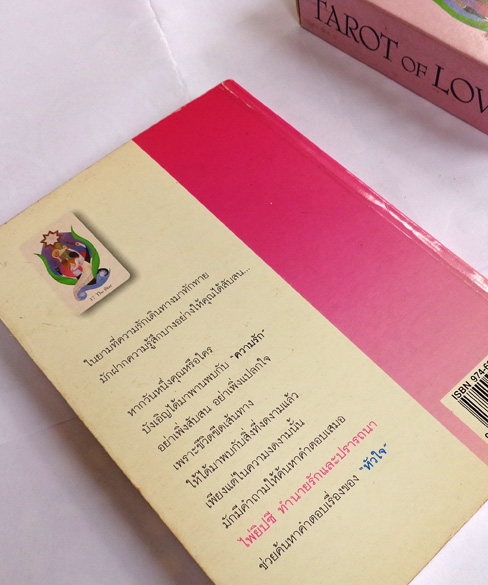 TAROT OF LOV
17 The Star
ในยามที่ความรักเดินทางมาทักทาย
มักฝากความรู้สึกบางอย่างให้คุณได้สับสน...
หากวันหนึ่งคุณหรือใคร
บังเอิญได้มาพานพบกับ "ความรัก"
อย่าเพิ่งสับสน อย่าเพิ่งแปลกใจ
เพราะชีวิตขีดเส้นทาง
ให้ได้มาพบกับสิ่งที่งดงามแล้ว
เพียงแต่ในความงดงามนั้น
มักมีคำถามให้ค้นหาคำตอบเสมอ
ไพ่ยิปซี ทำนายรักและปรารถนา
ช่วยค้นหาคำตอบเรื่องของ "หัวใจ"
ISBN 974-6